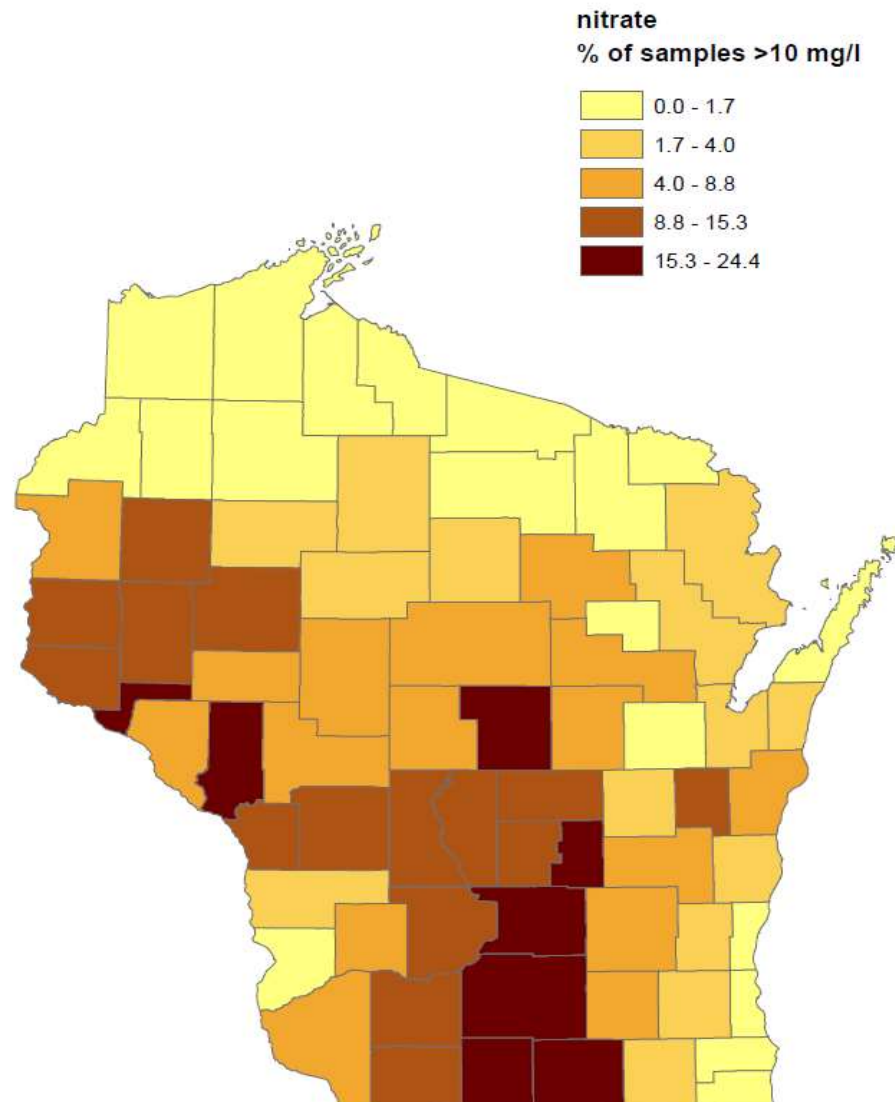 nitrate
% of samples >10 mg/l
0.0 - 1.7
1.7 - 4.0
4.0 - 8.8
8.8 - 15.3
15.3 - 24.4